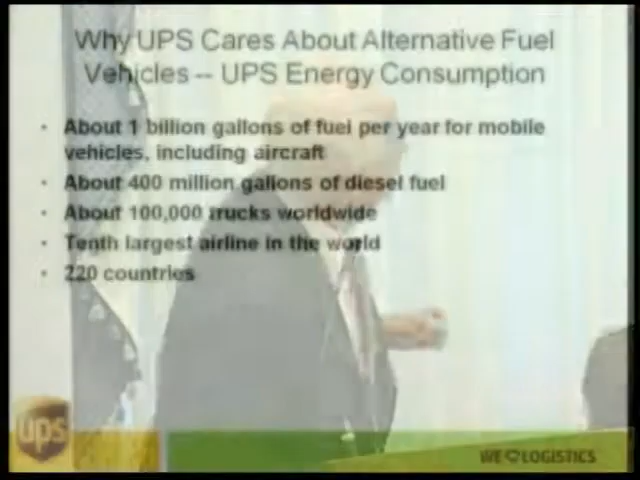 Why UPS Cares About Alternative Fuel
Vehicles -- UPS Energy Consumption
• About 1 billion gallons of fuel per year for mobile
vehicles, including aircraft
• About 400 million gallons of diesel fuel
• About 100,000 trucks worldwide
• Tenth largest airline in the world
• 220 countries
ups
WE ♡ LOGISTICS